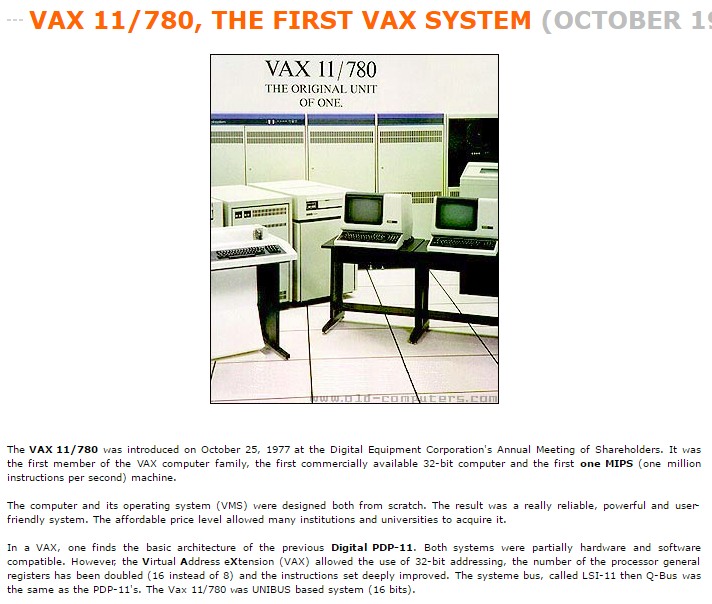 --- VAX 11/780, THE FIRST VAX SYSTEM (OCTOBER 19
VAX 11/780
THE ORIGINAL UNIT
OF ONE.
www.old-computers.com
The VAX 11/780 was introduced on October 25, 1977 at the Digital Equipment Corporation's Annual Meeting of Shareholders. It was
the first member of the VAX computer family, the first commercially available 32-bit computer and the first one MIPS (one million
instructions per second) machine.
The computer and its operating system (VMS) were designed both from scratch. The result was a really reliable, powerful and user-
friendly system. The affordable price level allowed many institutions and universities to acquire it.
In a VAX, one finds the basic architecture of the previous Digital PDP-11. Both systems were partially hardware and software
compatible. However, the Virtual Address eXtension (VAX) allowed the use of 32-bit addressing, the number of the processor general
registers has been doubled (16 instead of 8) and the instructions set deeply improved. The systeme bus, called LSI-11 then Q-Bus was
the same as the PDP-11's. The Vax 11/780 was UNIBUS based system (16 bits).